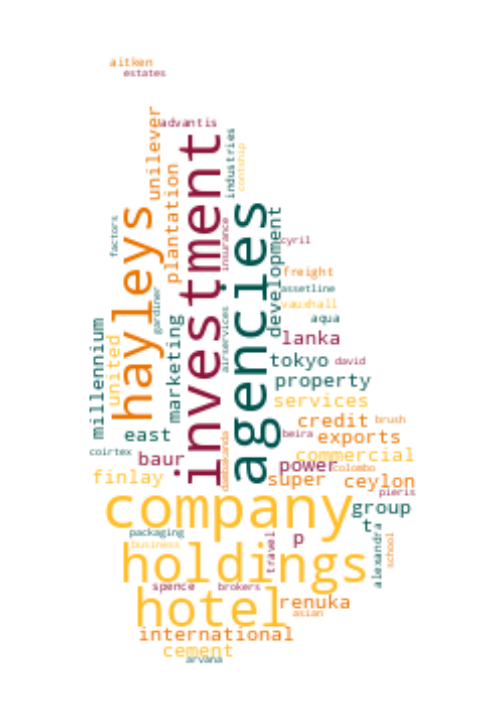 aitken
estates
unilever
advantis
investment
industries
contship
plantation
hayleys
agencies
development
factors
insurance
cyril
freight
assetline
gardiner
vauxhall
airservices
aqua
millennium
united
marketing
lanka
tokyo
david
property
services
credit
brush
east
beira
exports
coirtex
baur
dambakanda
commercial
power
colombo
finlay
super
ceylon
pieris
company
group
t
packaging
business
travel
p
alexandra
school
holdings
spence
brokers
hotel
renuka
asian
international
cement
arvana